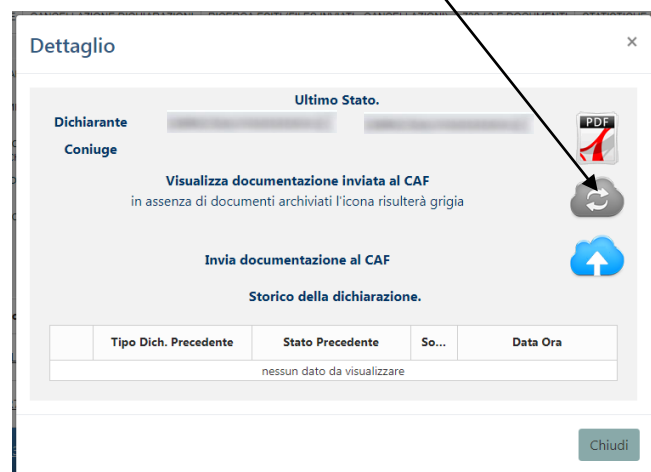 Dettaglio
×
Ultimo Stato.
Dichiarante
Coniuge
PDF
Visualizza documentazione inviata al CAF
in assenza di documenti archiviati l'icona risulterà grigia
Invia documentazione al CAF
Storico della dichiarazione.
Tipo Dich. Precedente Stato Precedente So... Data Ora
nessun dato da visualizzare
Chiudi